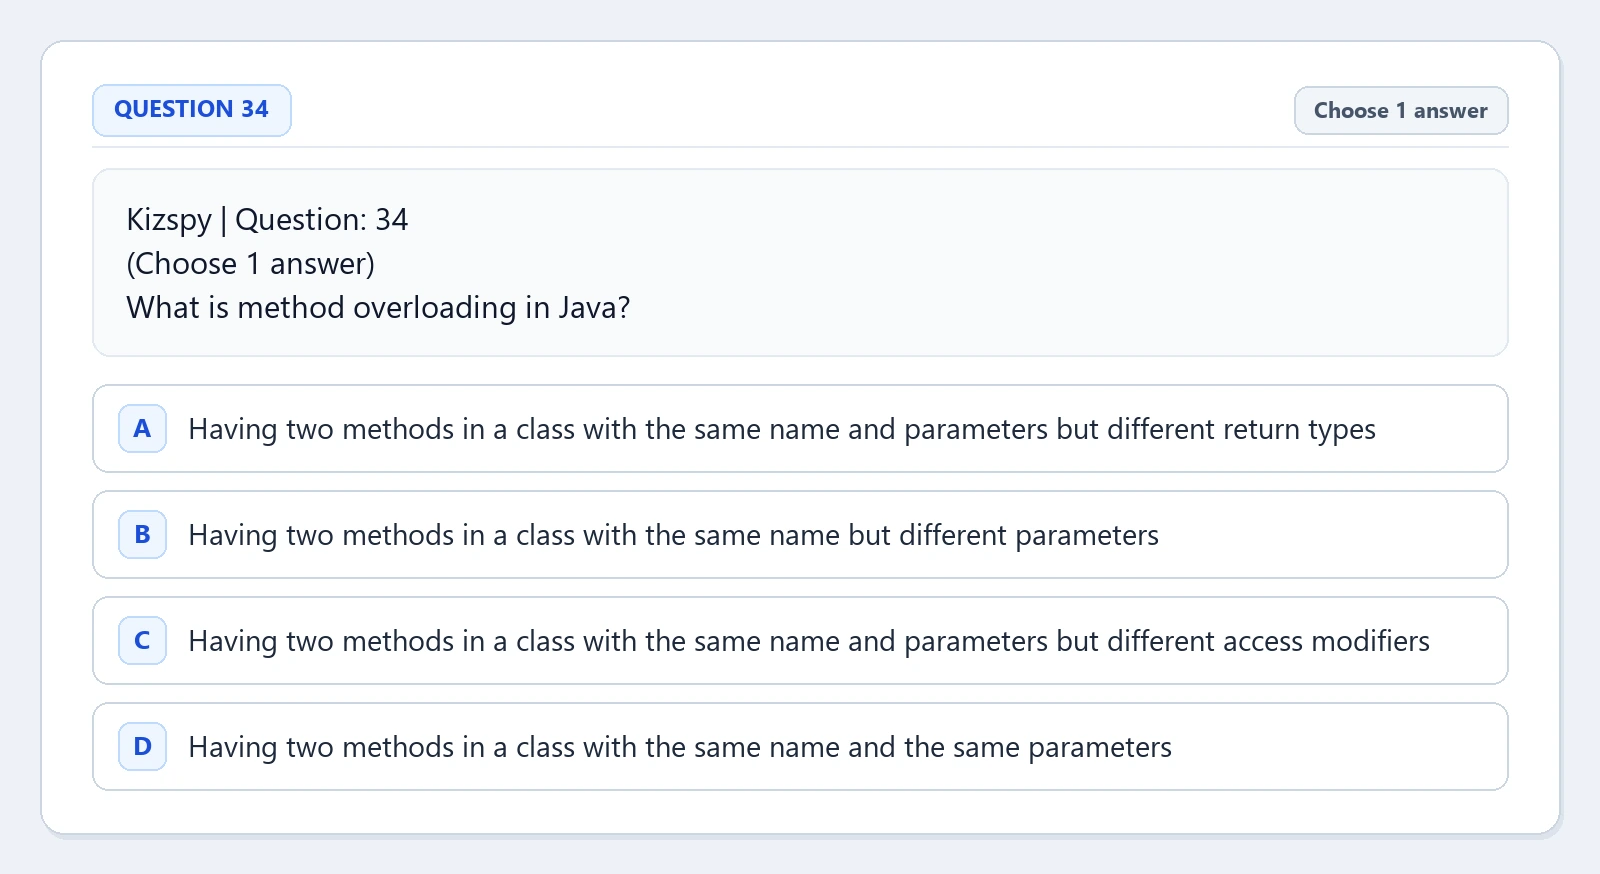 QUESTION 34
Choose 1 answer
Kizspy | Question: 34
(Choose 1 answer)
What is method overloading in Java?
A Having two methods in a class with the same name and parameters but different return types
B Having two methods in a class with the same name but different parameters
C Having two methods in a class with the same name and parameters but different access modifiers
D Having two methods in a class with the same name and the same parameters